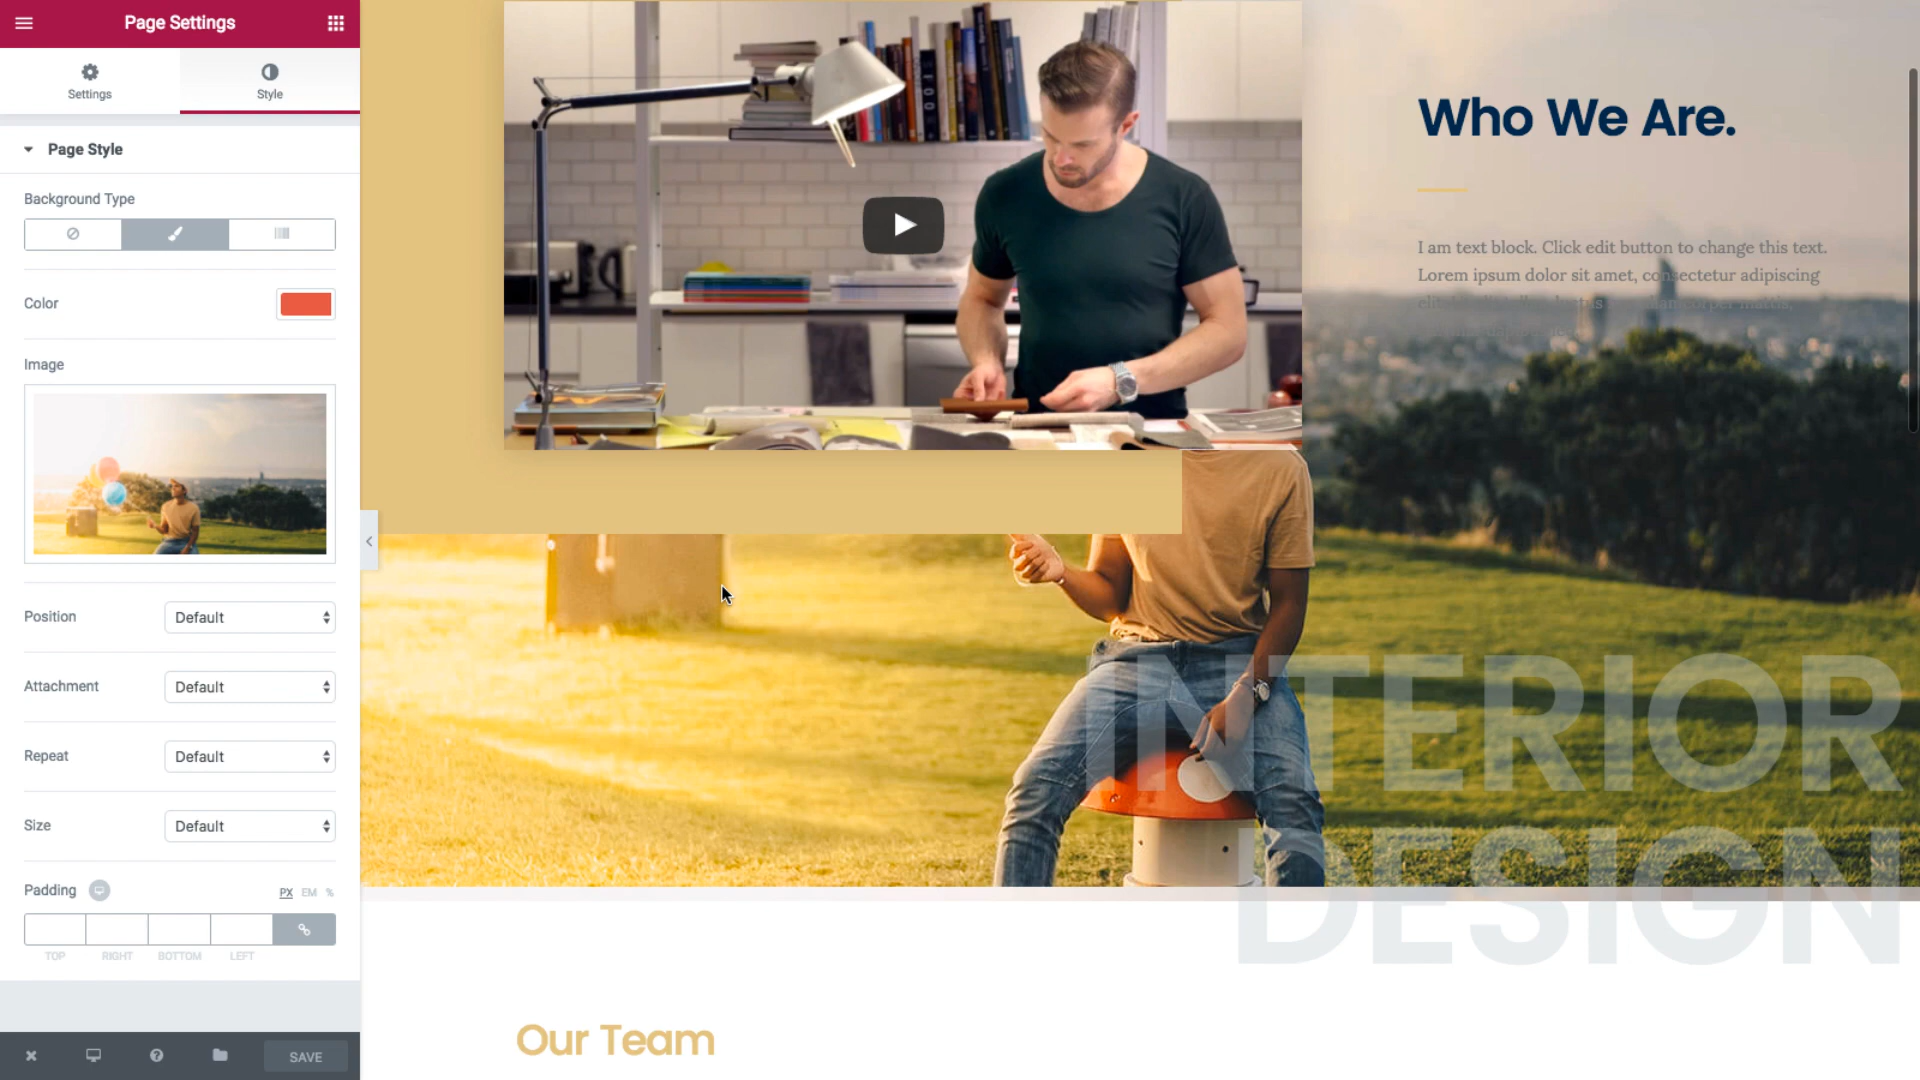 Page Settings
Settings
Style
Page Style
Background Type
Color
Image
Position
Default
Attachment
Default
Repeat
Default
Size
Default
Padding
PX EM %
TOP RIGHT BOTTOM LEFT
SAVE
Who We Are.
I am text block. Click edit button to change this text.
Lorem ipsum dolor sit amet, consectetur adipiscing
INTERIOR
DESIGN
Our Team